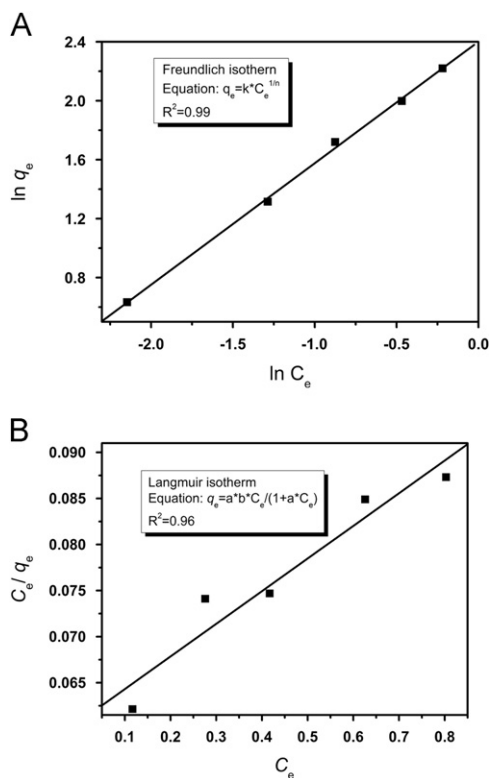 A
2.4
2.0
1.6
1.2
0.8
ln qe
Freundlich isothern
Equation: qe=k*Ce1/n
R2=0.99
-2.0 -1.5 -1.0 -0.5 0.0
ln Ce
B
0.090
0.085
0.080
0.075
0.070
0.065
Ce/ qe
Langmuir isotherm
Equation: qe=a*b*Ce/(1+a*Ce)
R2=0.96
0.1 0.2 0.3 0.4 0.5 0.6 0.7 0.8
Ce